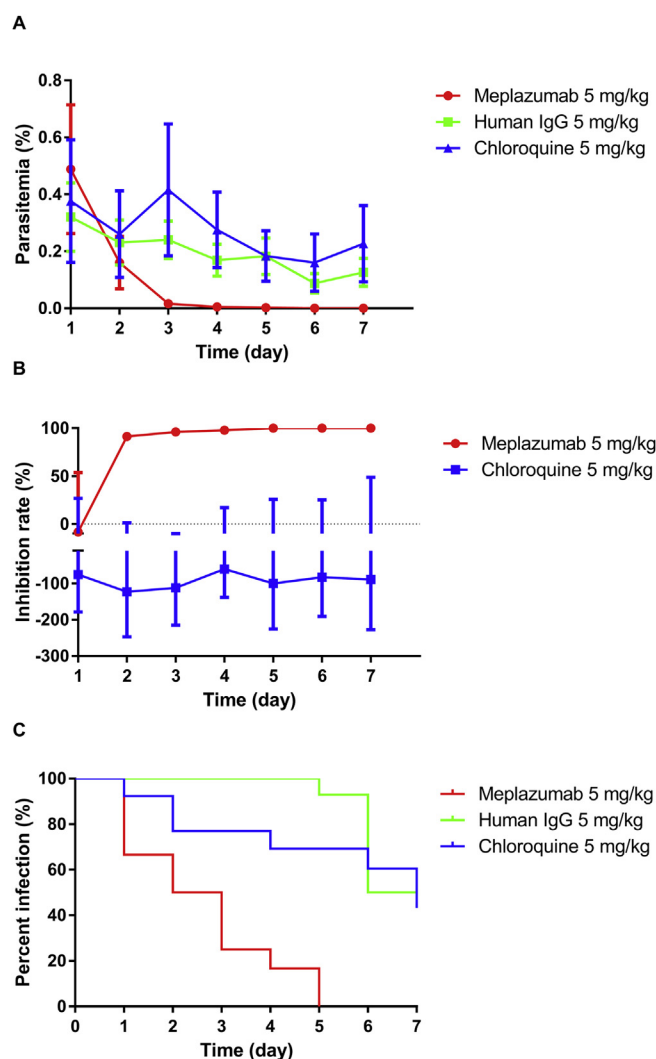 A
0.8
0.6
0.4
0.2
0.0
Parasitemia (%)
1 2 3 4 5 6 7
Time (day)
Meplazumab 5 mg/kg
Human IgG 5 mg/kg
Chloroquine 5 mg/kg
B
100
50
0
-100
-200
-300
Inhibition rate (%)
1 2 3 4 5 6 7
Time (day)
Meplazumab 5 mg/kg
Chloroquine 5 mg/kg
C
100
80
60
40
20
0
Percent infection (%)
0 1 2 3 4 5 6 7
Time (day)
Meplazumab 5 mg/kg
Human IgG 5 mg/kg
Chloroquine 5 mg/kg